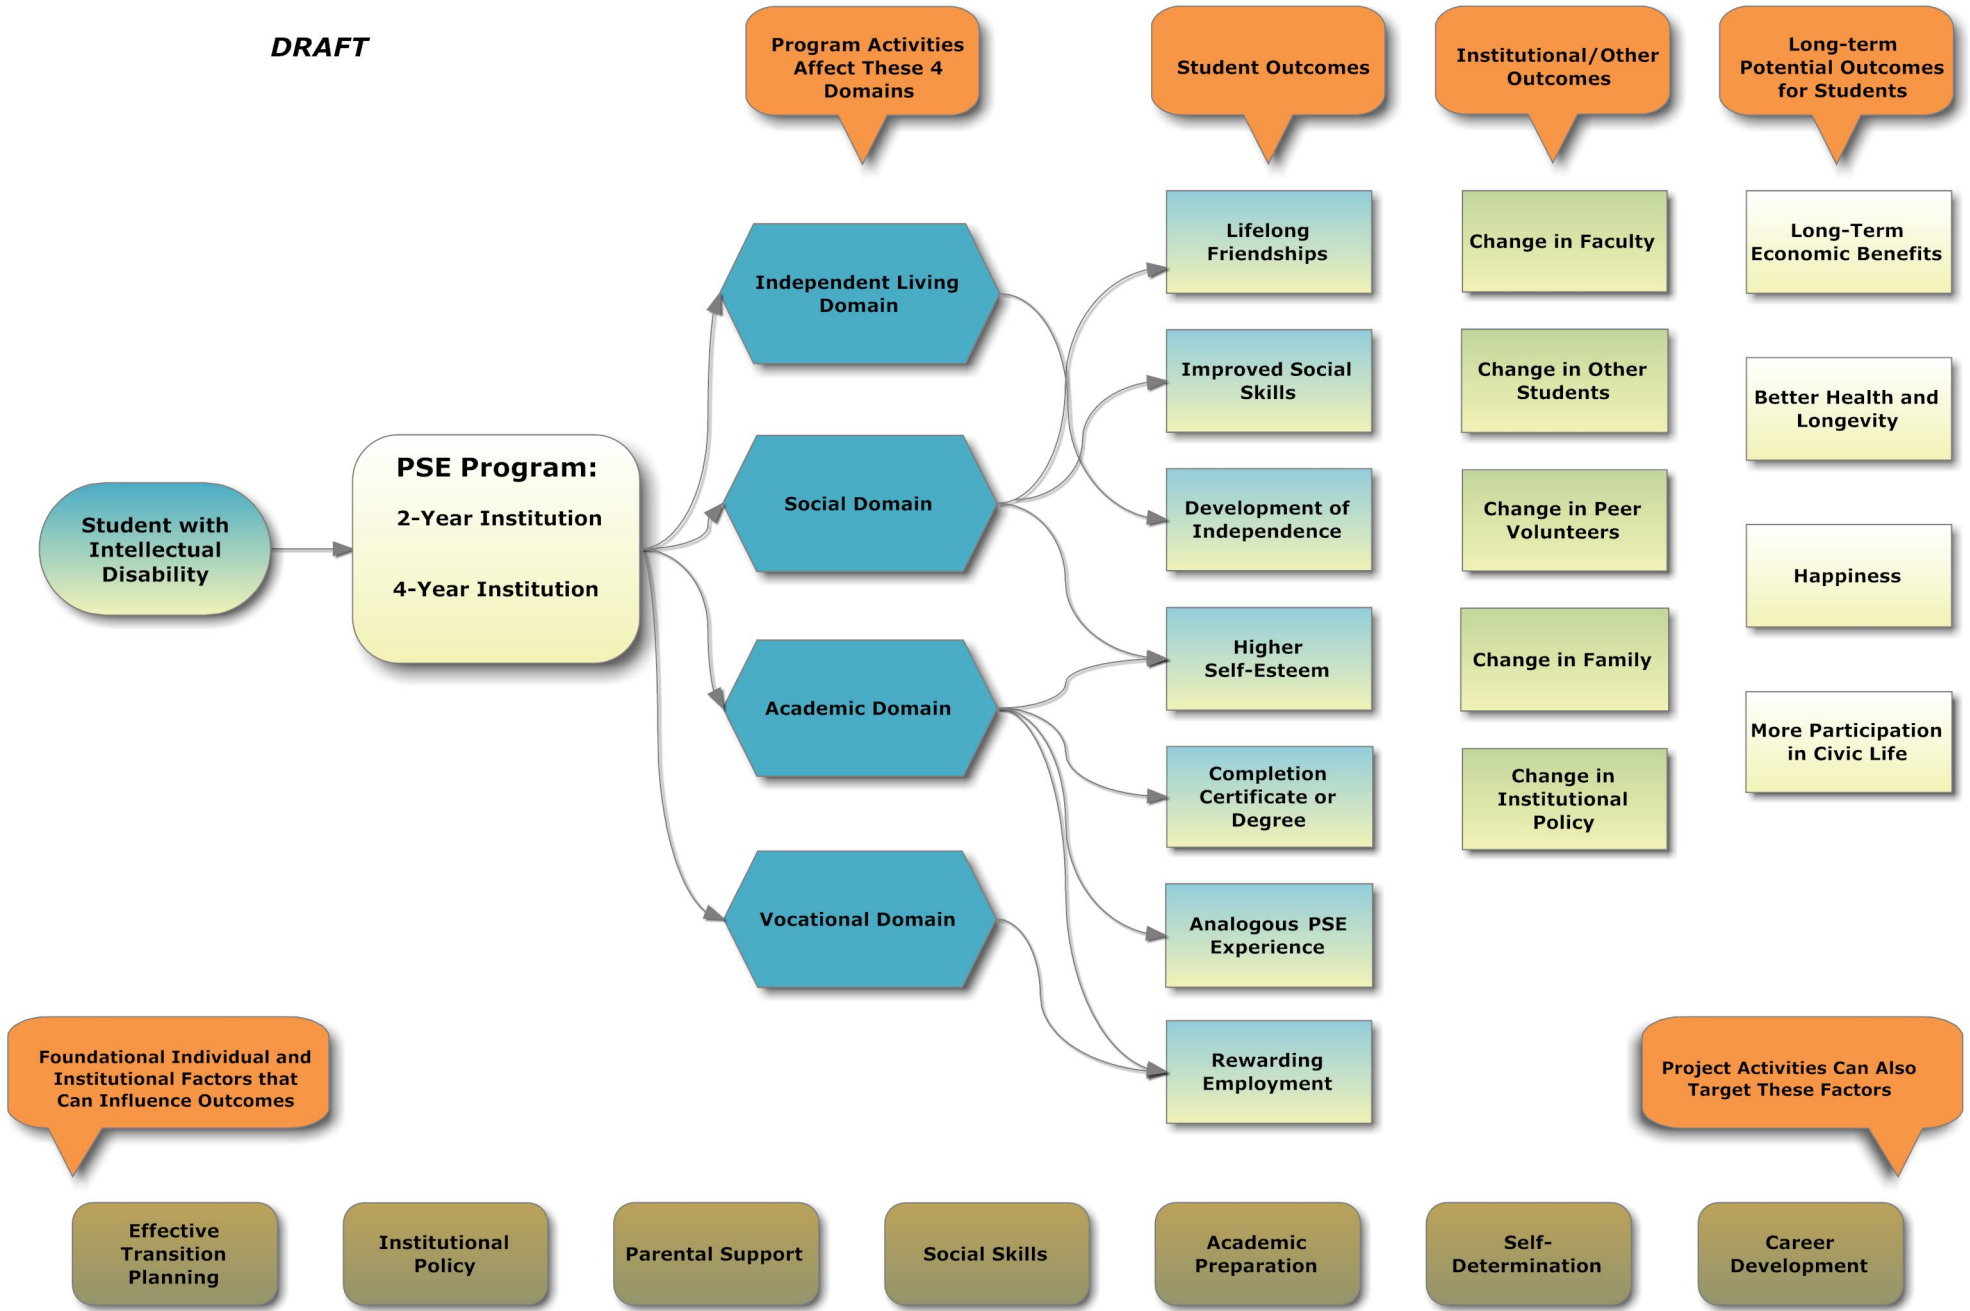 DRAFT
Program Activities
Affect These 4
Domains
Student Outcomes
Institutional/Other
Outcomes
Long-term
Potential Outcomes
for Students
Student with
Intellectual
Disability
PSE Program:
2-Year Institution
4-Year Institution
Independent Living
Domain
Social Domain
Academic Domain
Vocational Domain
Lifelong
Friendships
Improved Social
Skills
Development of
Independence
Higher
Self-Esteem
Completion
Certificate or
Degree
Analogous PSE
Experience
Rewarding
Employment
Change in Faculty
Change in Other
Students
Change in Peer
Volunteers
Change in Family
Change in
Institutional
Policy
Long-Term
Economic Benefits
Better Health and
Longevity
Happiness
More Participation
in Civic Life
Foundational Individual and
Institutional Factors that
Can Influence Outcomes
Project Activities Can Also
Target These Factors
Effective
Transition
Planning
Institutional
Policy
Parental Support
Social Skills
Academic
Preparation
Self-
Determination
Career
Development